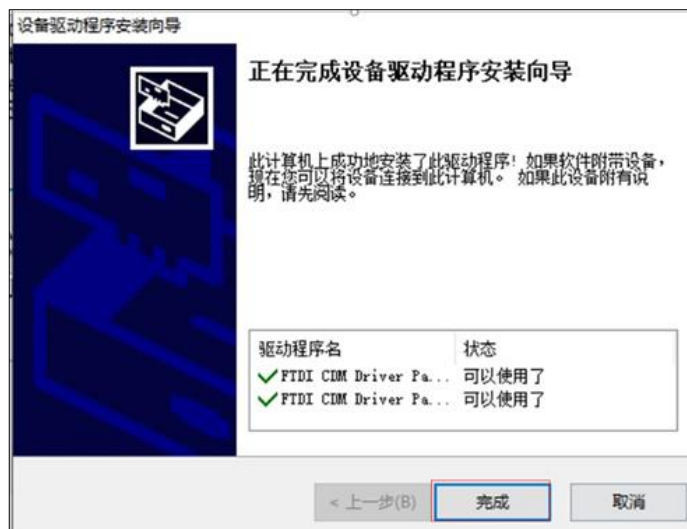 设备驱动程序安装向导
正在完成设备驱动程序安装向导
此计算机上成功地安装了此驱动程序! 如果软件附带设备,
现在您可以将设备连接到此计算机。 如果此设备附有说
明,请先阅读。
驱动程序名 状态
FTDI CDM Driver Pa... 可以使用了
FTDI CDM Driver Pa... 可以使用了
< 上一步(B) 完成 取消